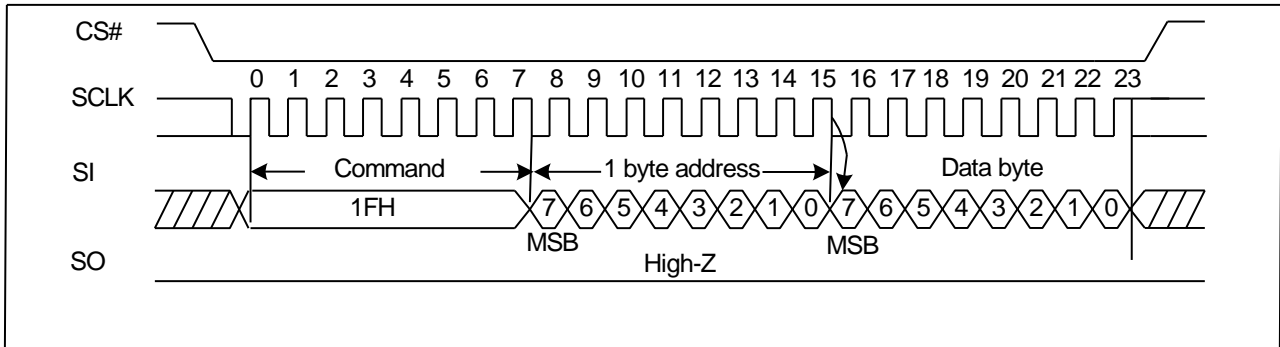 CS#
0 1 2 3 4 5 6 7 8 9 10 11 12 13 14 15 16 17 18 19 20 21 22 23
SCLK
SI Command 1 byte address Data byte
1FH 7 6 5 4 3 2 1 0 7 6 5 4 3 2 1 0
MSB MSB
SO High-Z